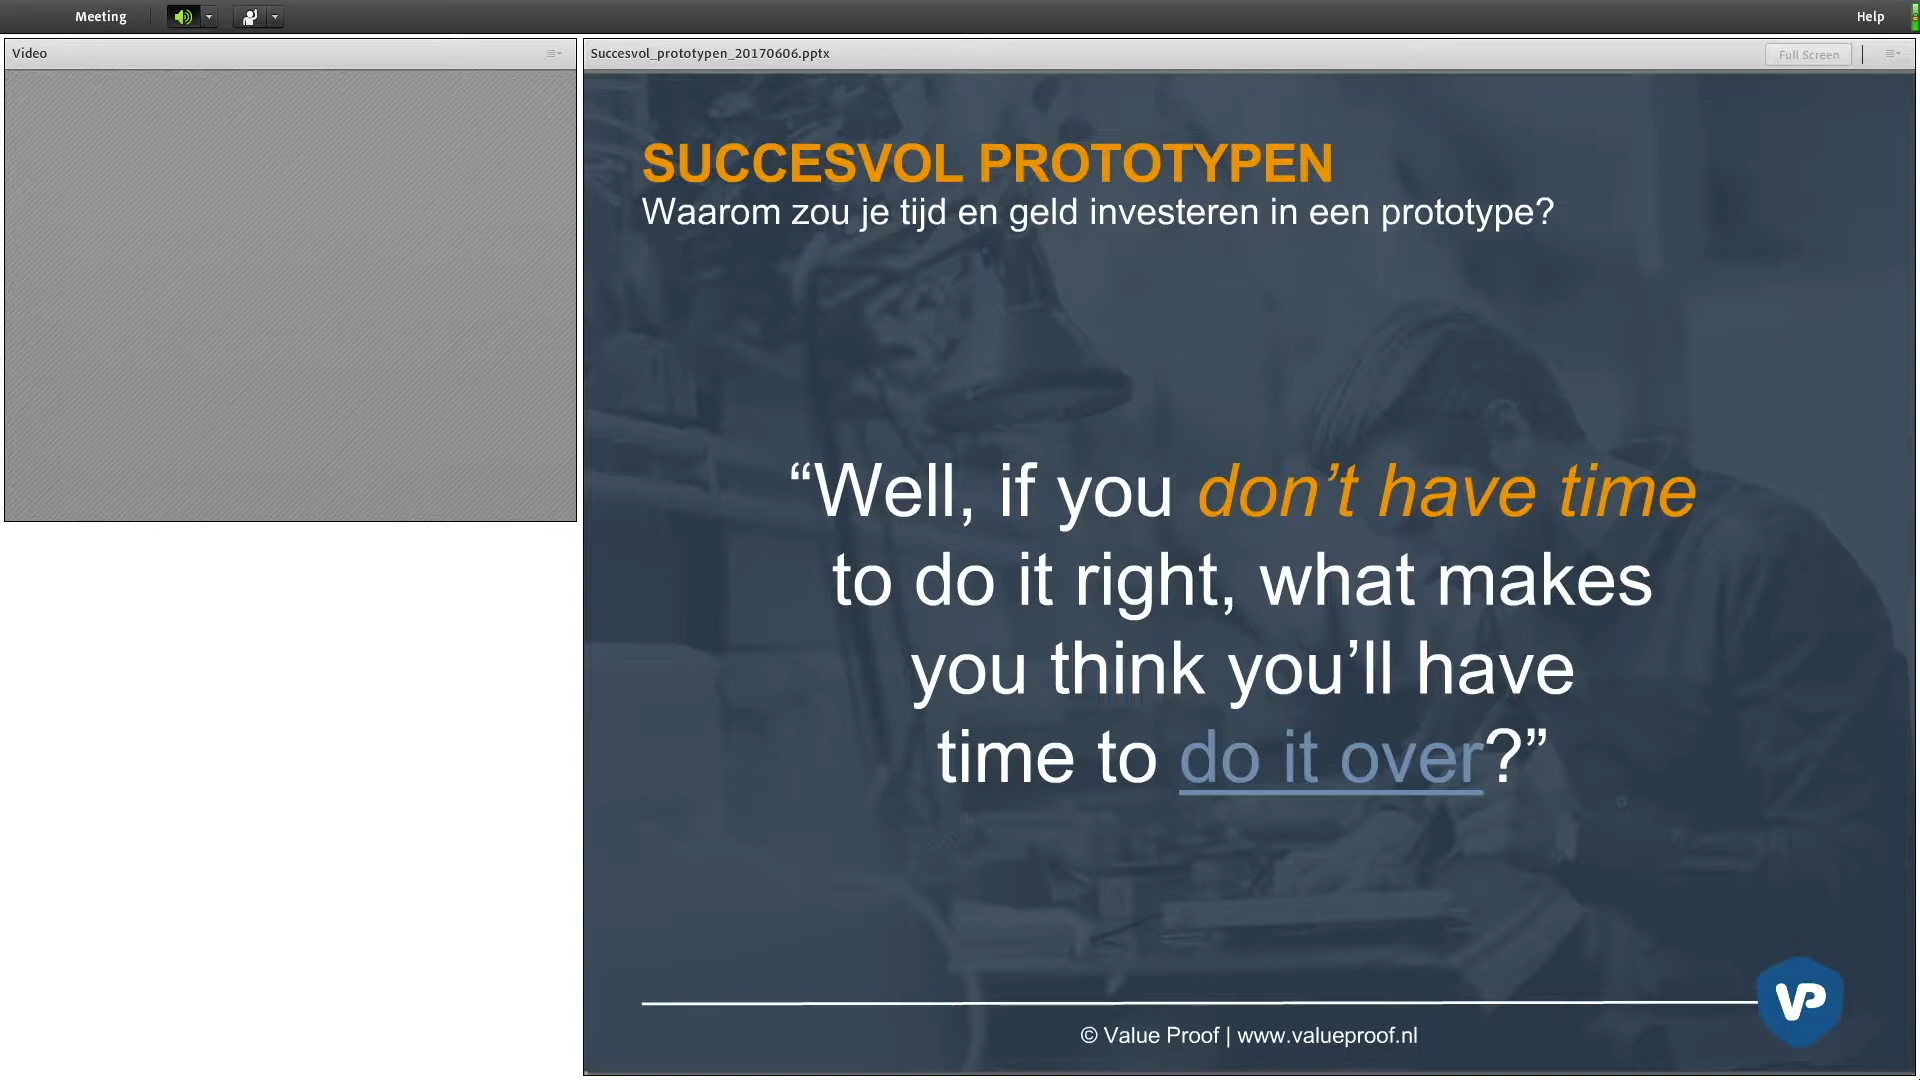 Meeting
Help
Video
Succesvol_prototypen_20170606.pptx
Full Screen
SUCCESVOL PROTOTYPEN
Waarom zou je tijd en geld investeren in een prototype?
“Well, if you don’t have time
to do it right, what makes
you think you’ll have
time to do it over?”
© Value Proof | www.valueproof.nl
VP